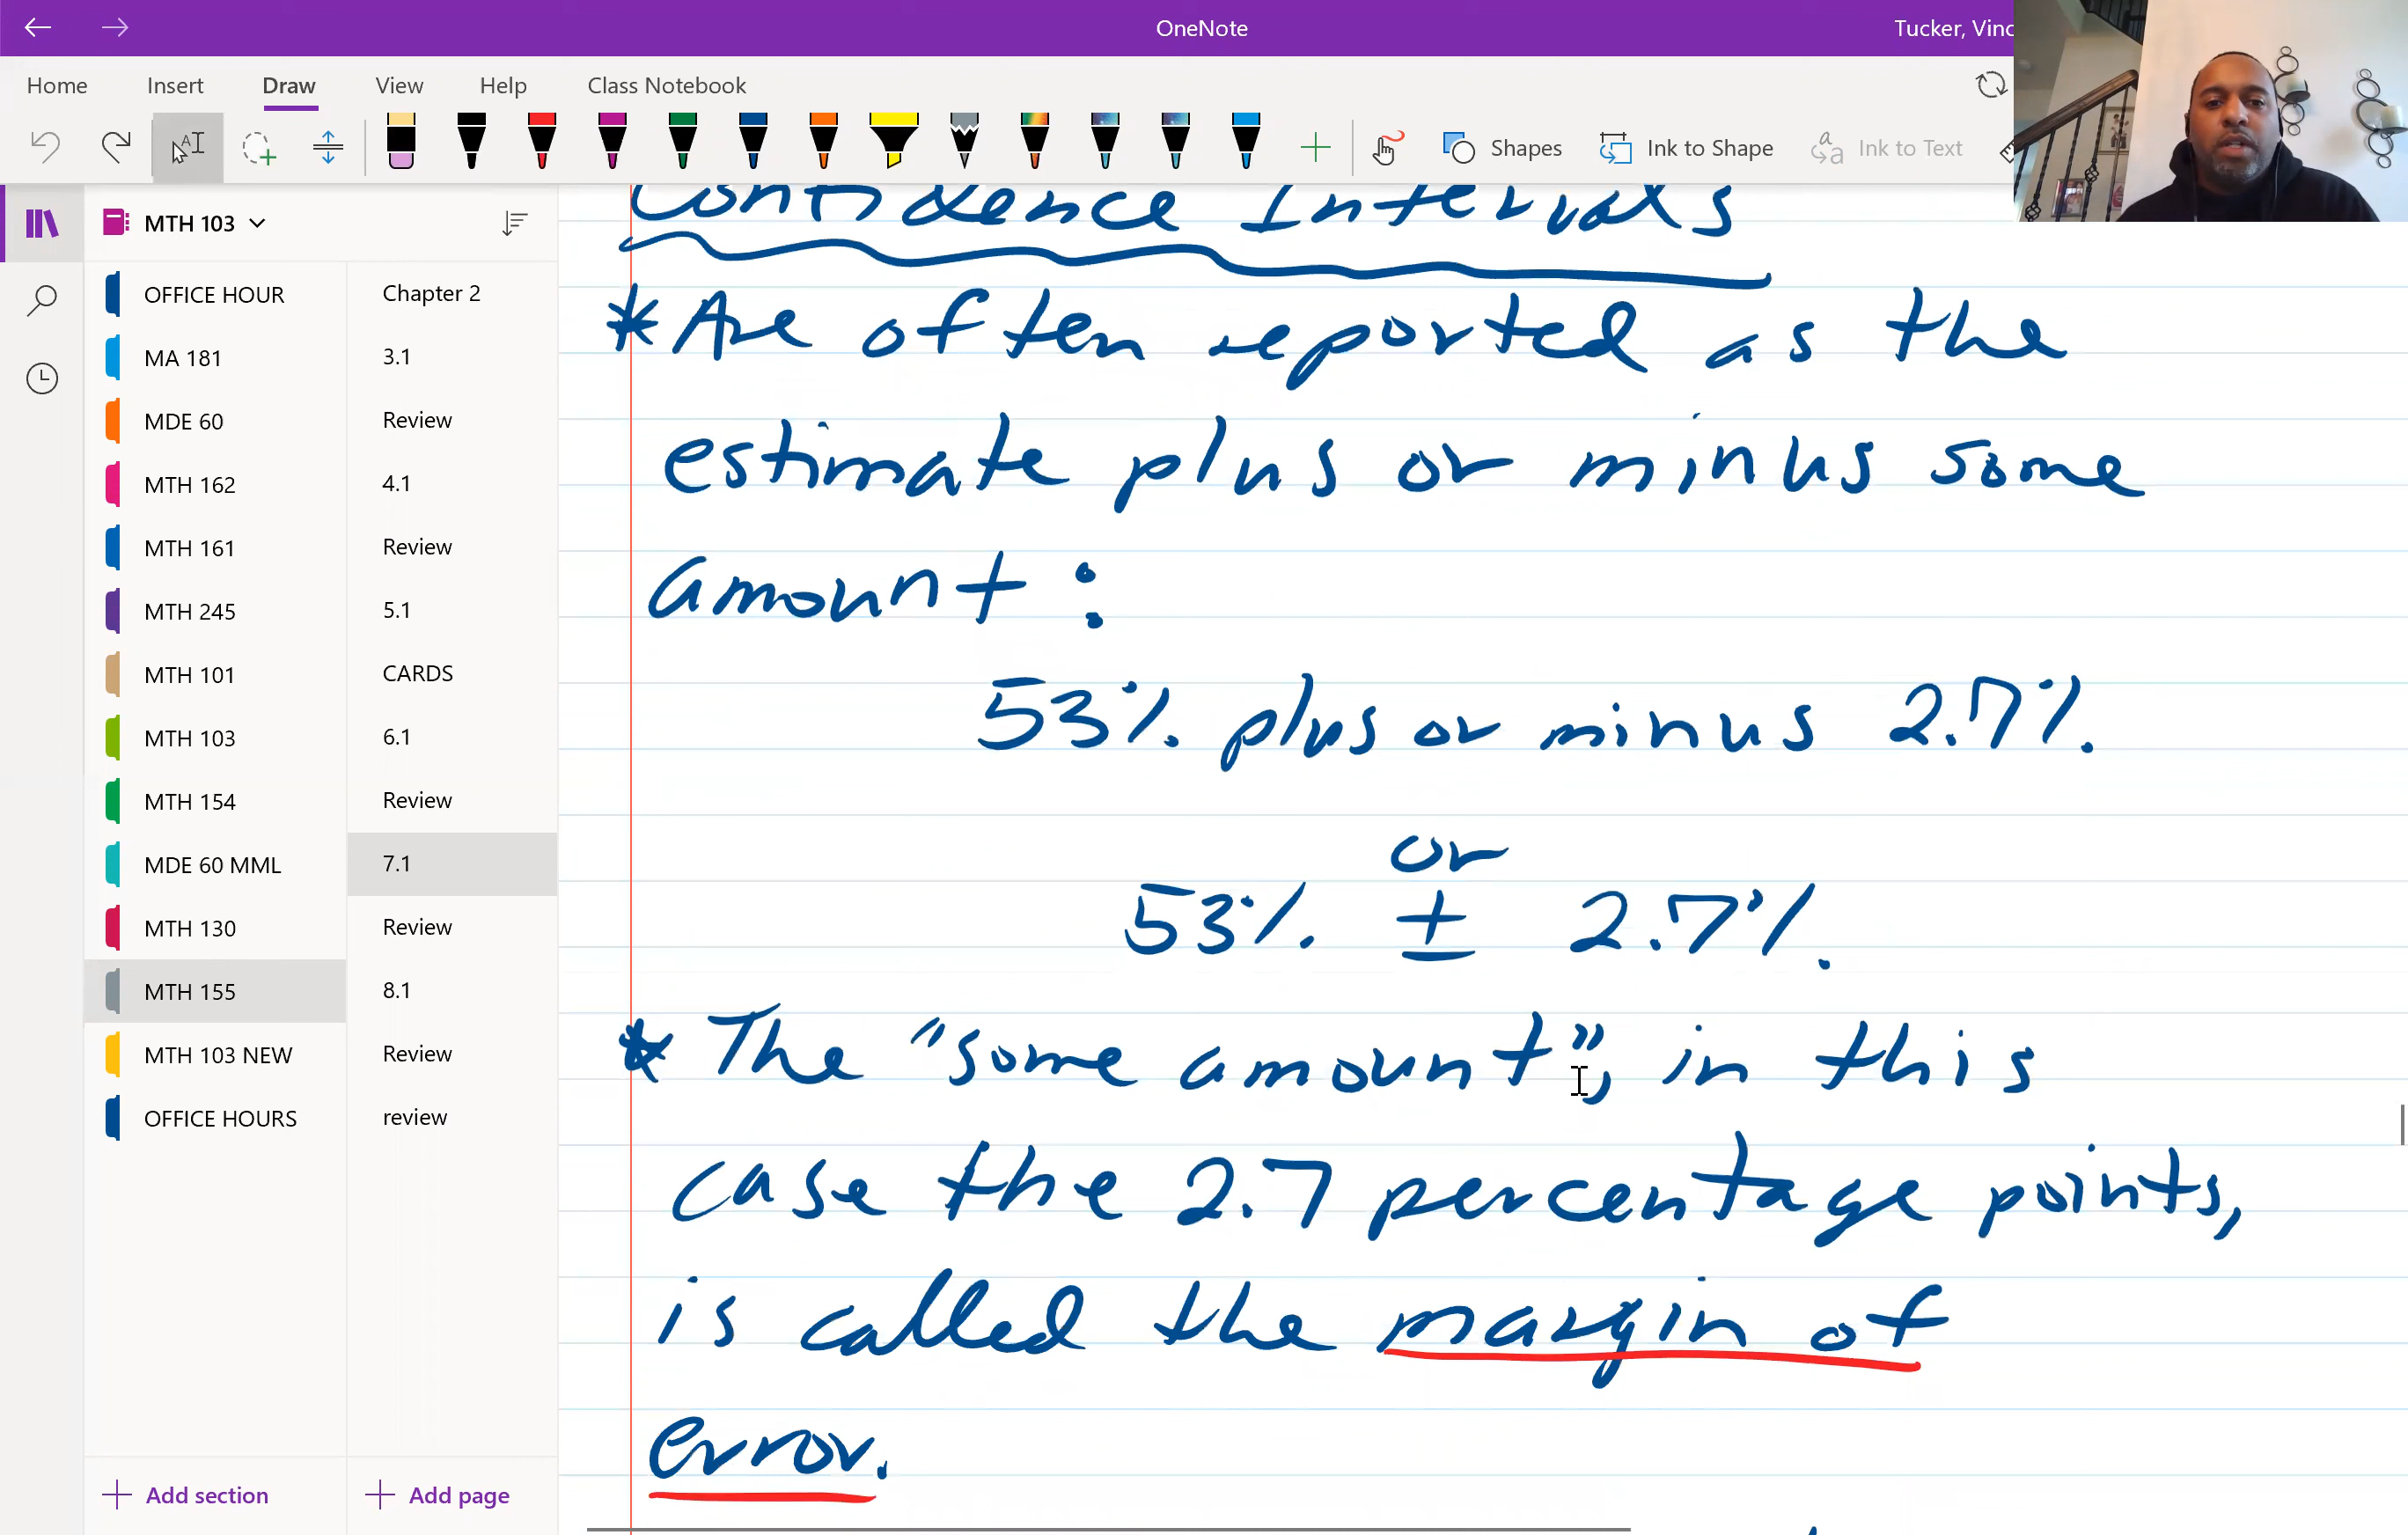 OneNote
Tucker, Vinc
Home Insert Draw View Help Class Notebook
Shapes Ink to Shape Ink to Text
MTH 103
OFFICE HOUR
MA 181
MDE 60
MTH 162
MTH 161
MTH 245
MTH 101
MTH 103
MTH 154
MDE 60 MML
MTH 130
MTH 155
MTH 103 NEW
OFFICE HOURS
Add section
Chapter 2
3.1
Review
4.1
Review
5.1
CARDS
6.1
Review
7.1
Review
8.1
Review
review
Add page
Confidence Intervals
* Are often reported as the
estimate plus or minus some
amount :
53% plus or minus 2.7%.
or
53% ± 2.7%.
* The "some amount", in this
case the 2.7 percentage points,
is called the margin of
error.